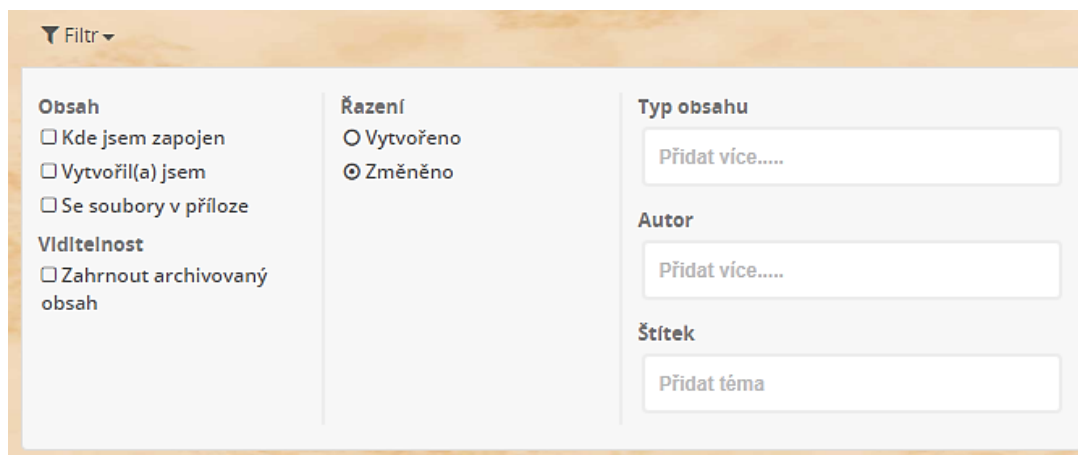 Filtr
Obsah
Kde jsem zapojen
Vytvořil(a) jsem
Se soubory v příloze
Viditelnost
Zahrnout archivovaný
obsah
Řazení
Vytvořeno
Změněno
Typ obsahu
Přidat více.....
Autor
Přidat více.....
Štítek
Přidat téma